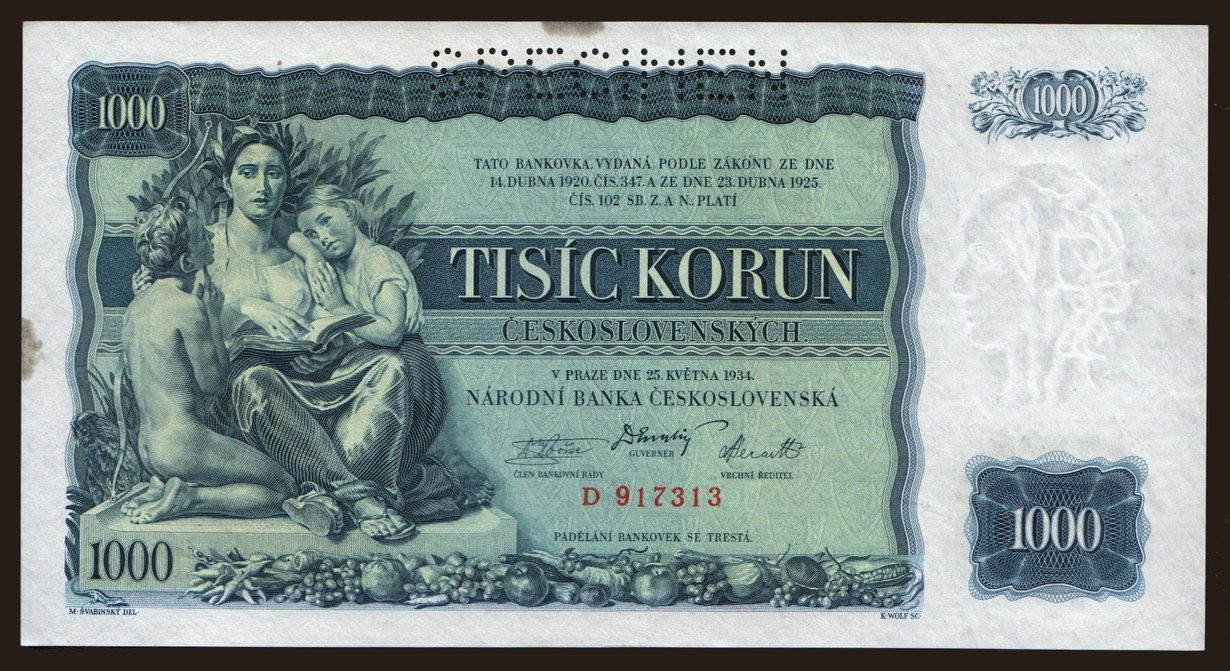 SPECIMEN
1000
1000
TATO BANKOVKA, VYDANÁ PODLE ZÁKONŮ ZE DNE
14. DUBNA 1920, ČÍS. 347, A ZE DNE 23. DUBNA 1925,
ČÍS. 102 SB. Z. A N., PLATÍ
TISÍC KORUN
ČESKOSLOVENSKÝCH.
V PRAZE DNE 25. KVĚTNA 1934.
NÁRODNÍ BANKA ČESKOSLOVENSKÁ
ČLEN BANKOVNÍ RADY
GUVERNER
VRCHNÍ ŘEDITEL
D 917313
PADĚLÁNÍ BANKOVEK SE TRESTÁ.
1000
1000
M. ŠVABINSKÝ DEL.
K. WOLF SC.